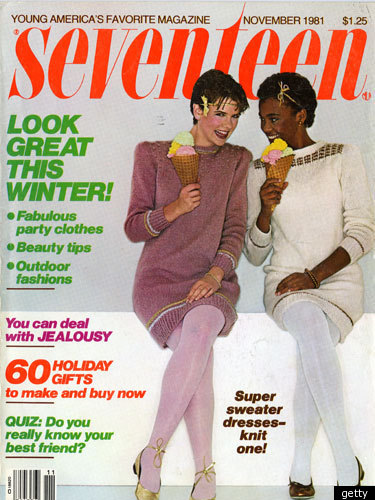 YOUNG AMERICA'S FAVORITE MAGAZINE NOVEMBER 1981 $1.25
seventeen
LOOK
GREAT
THIS
WINTER!
• Fabulous
party clothes
• Beauty tips
• Outdoor
fashions
You can deal
with JEALOUSY
60 HOLIDAY
GIFTS
to make and buy now
QUIZ: Do you
really know your
best friend?
Super
sweater
dresses–
knit
one!
11
getty